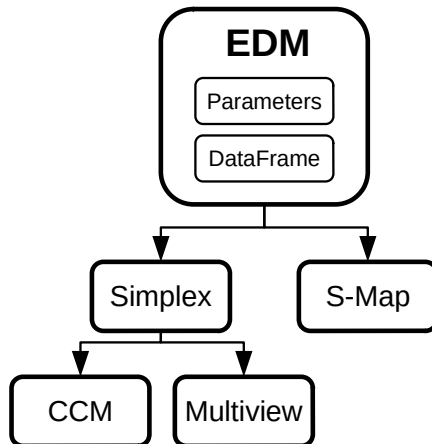 EDM
Parameters
DataFrame
Simplex
S-Map
CCM
Multiview